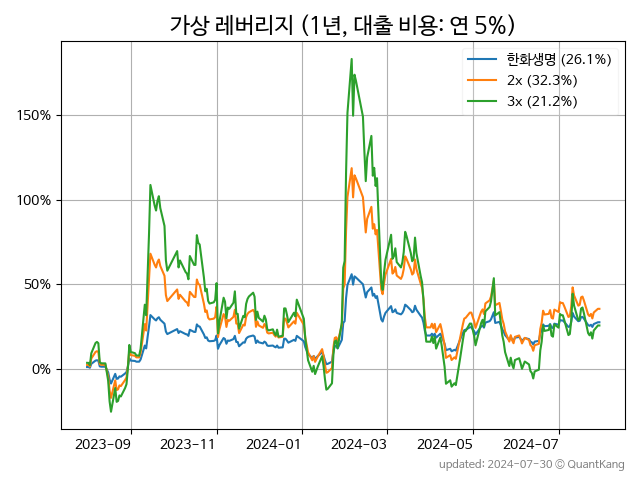 가상 레버리지 (1년, 대출 비용: 연 5%)
한화생명 (26.1%)
2x (32.3%)
3x (21.2%)
150%
100%
50%
0%
2023-09 2023-11 2024-01 2024-03 2024-05 2024-07
updated: 2024-07-30 © QuantKang